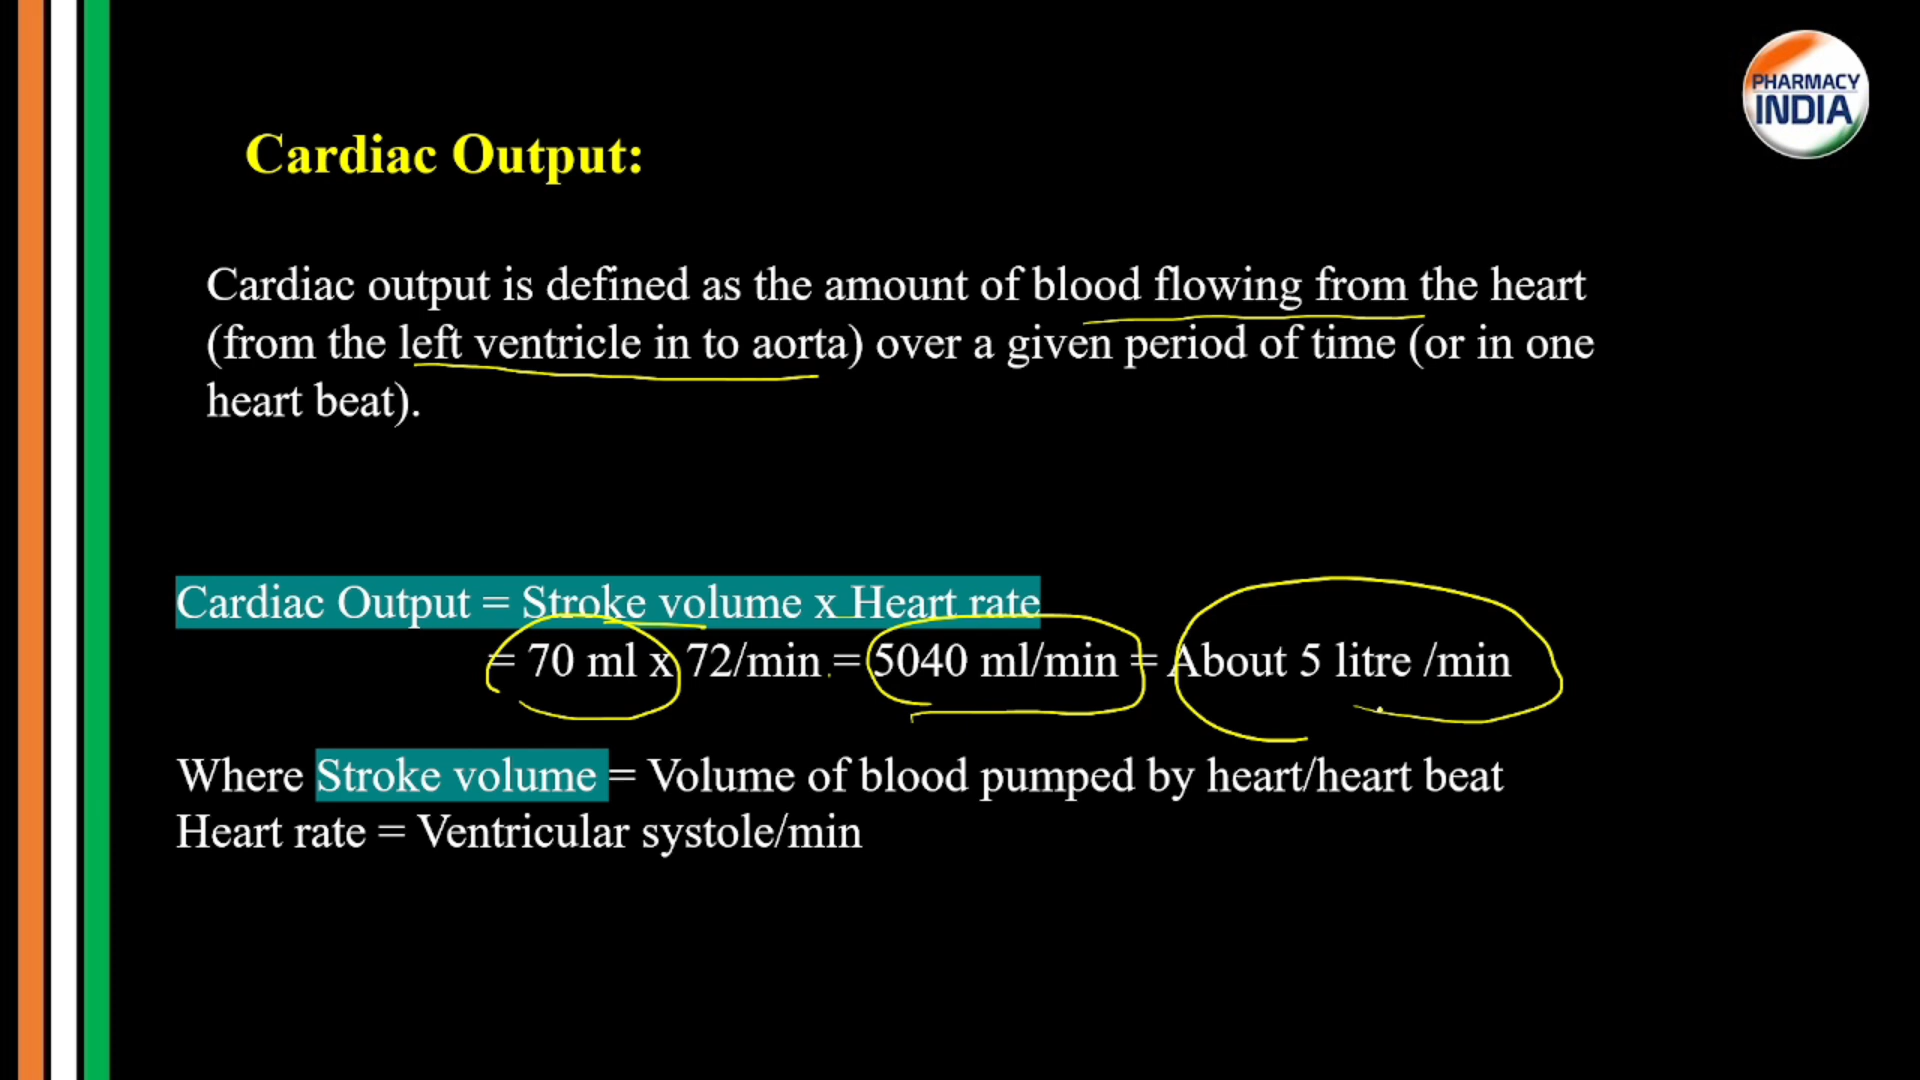 PHARMACY
INDIA
Cardiac Output:
Cardiac output is defined as the amount of blood flowing from the heart
(from the left ventricle in to aorta) over a given period of time (or in one
heart beat).
Cardiac Output = Stroke volume x Heart rate
= 70 ml x 72/min = 5040 ml/min = About 5 litre /min
Where Stroke volume = Volume of blood pumped by heart/heart beat
Heart rate = Ventricular systole/min